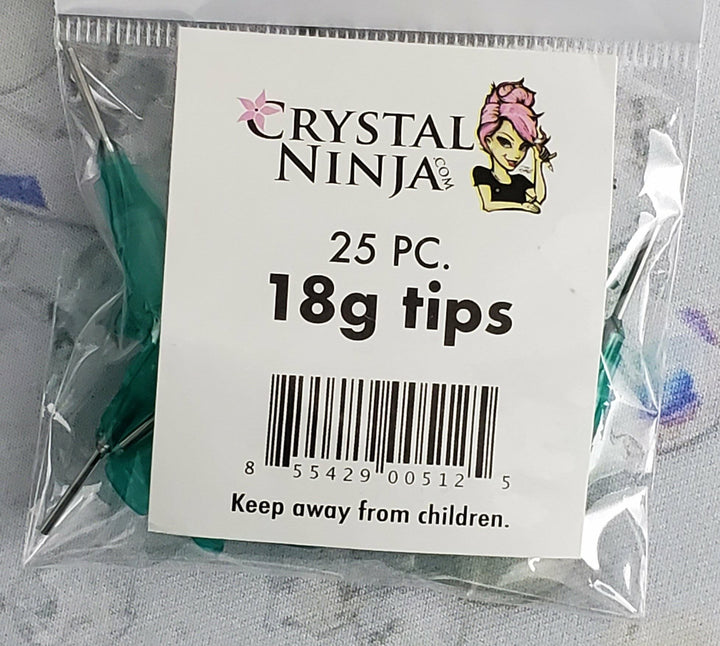 CRYSTAL
NINJA.COM
25 PC.
18g tips
8 55429 00512 5
Keep away from children.